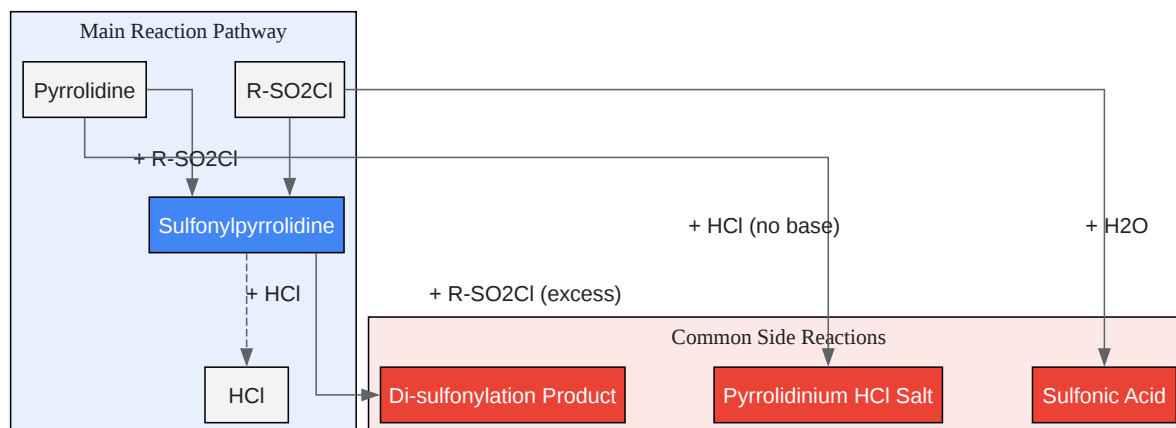 Main Reaction Pathway
Pyrrolidine
R-SO2Cl
+ R-SO2Cl
Sulfonylpyrrolidine
+ HCl (no base)
+ H2O
+ HCl
+ R-SO2Cl (excess)
Common Side Reactions
HCl
Di-sulfonylation Product
Pyrrolidinium HCl Salt
Sulfonic Acid